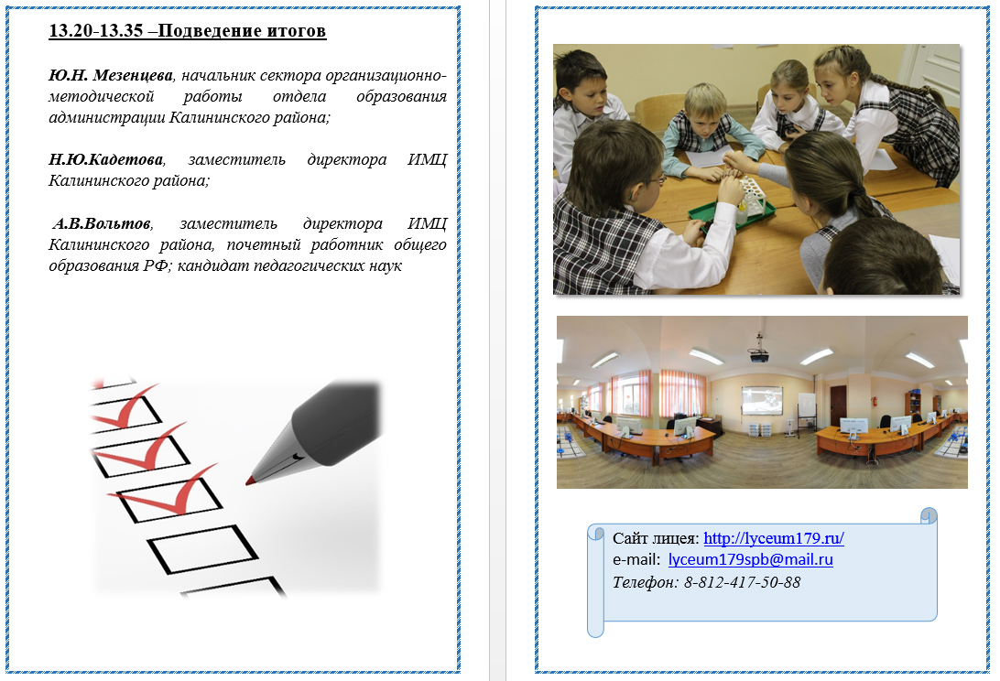 13.20-13.35 –Подведение итогов
Ю.Н. Мезенцева, начальник сектора организационно-
методической работы отдела образования
администрации Калининского района;
Н.Ю.Кадетова, заместитель директора ИМЦ
Калининского района;
А.В.Вольтов, заместитель директора ИМЦ
Калининского района, почетный работник общего
образования РФ; кандидат педагогических наук
Сайт лицея: http://lyceum179.ru/
e-mail: lyceum179spb@mail.ru
Телефон: 8-812-417-50-88